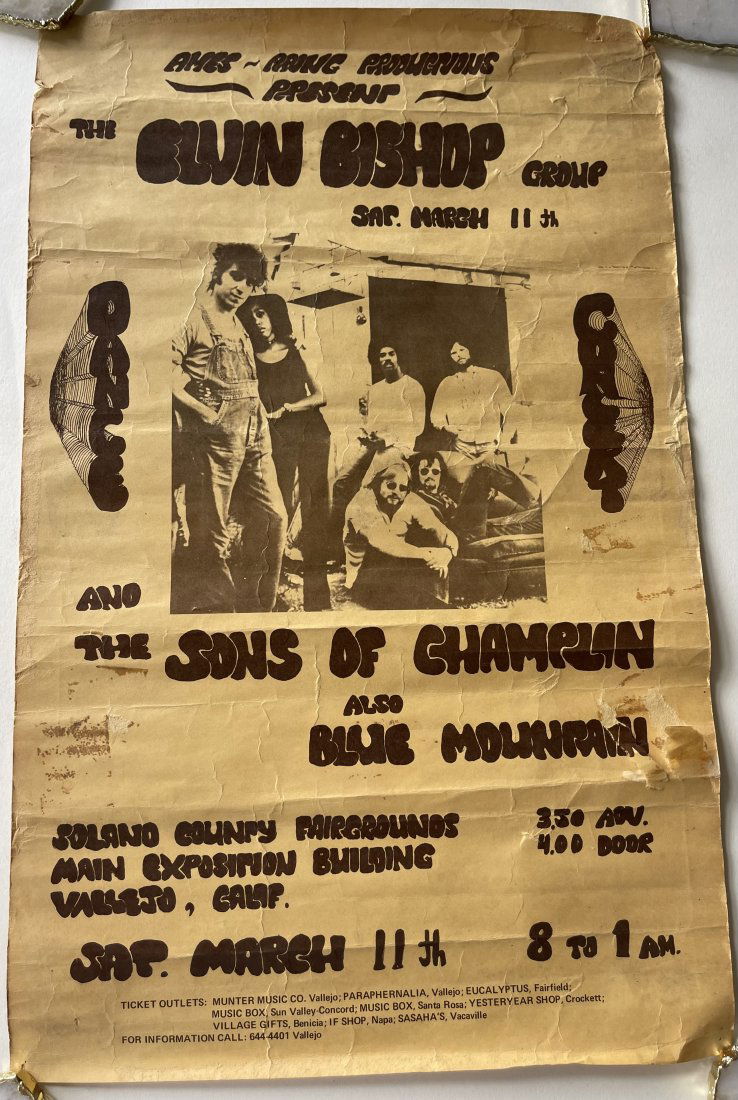 AMES - ARING PRODUCTIONS
PRESENT
THE ELVIN BISHOP GROUP
SAT. MARCH 11th
DANCE
CONCERT
AND
THE SONS OF CHAMPLIN
ALSO
BLUE MOUNTAIN
SOLANO COUNTY FAIRGROUNDS
MAIN EXPOSITION BUILDING
VALLEJO, CALIF.
3.50 ADV.
4.00 DOOR
SAT. MARCH 11th 8 TO 1 AM.
TICKET OUTLETS: MUNTER MUSIC CO. Vallejo; PARAPHERNALIA, Vallejo; EUCALYPTUS, Fairfield;
MUSIC BOX, Sun Valley-Concord; MUSIC BOX, Santa Rosa; YESTERYEAR SHOP, Crockett;
VILLAGE GIFTS, Benicia; IF SHOP, Napa; SASAHA'S, Vacaville
FOR INFORMATION CALL: 644-4401 Vallejo